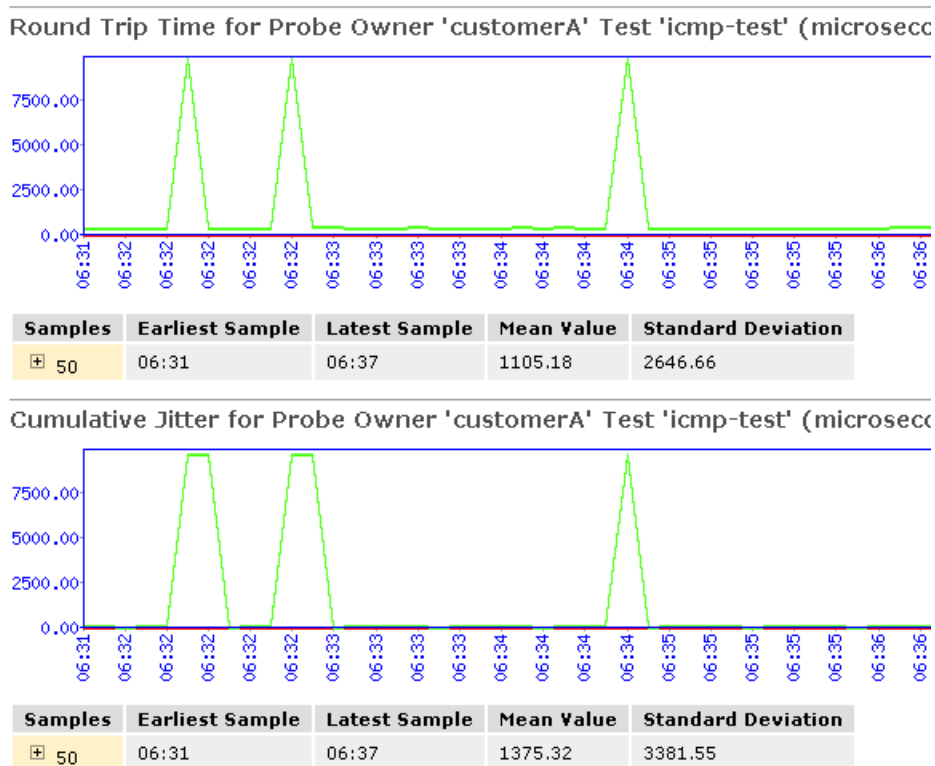 Round Trip Time for Probe Owner 'customerA' Test 'icmp-test' (microseco
7500.00
5000.00
2500.00
0.00
06:31 06:32 06:32 06:32 06:32 06:32 06:33 06:33 06:33 06:33 06:34 06:34 06:34 06:34 06:35 06:35 06:35 06:35 06:35 06:36 06:36
Samples Earliest Sample Latest Sample Mean Value Standard Deviation
50 06:31 06:37 1105.18 2646.66
Cumulative Jitter for Probe Owner 'customerA' Test 'icmp-test' (microseco
7500.00
5000.00
2500.00
0.00
06:31 06:32 06:32 06:32 06:32 06:32 06:33 06:33 06:33 06:33 06:34 06:34 06:34 06:34 06:35 06:35 06:35 06:35 06:35 06:36 06:36
Samples Earliest Sample Latest Sample Mean Value Standard Deviation
50 06:31 06:37 1375.32 3381.55